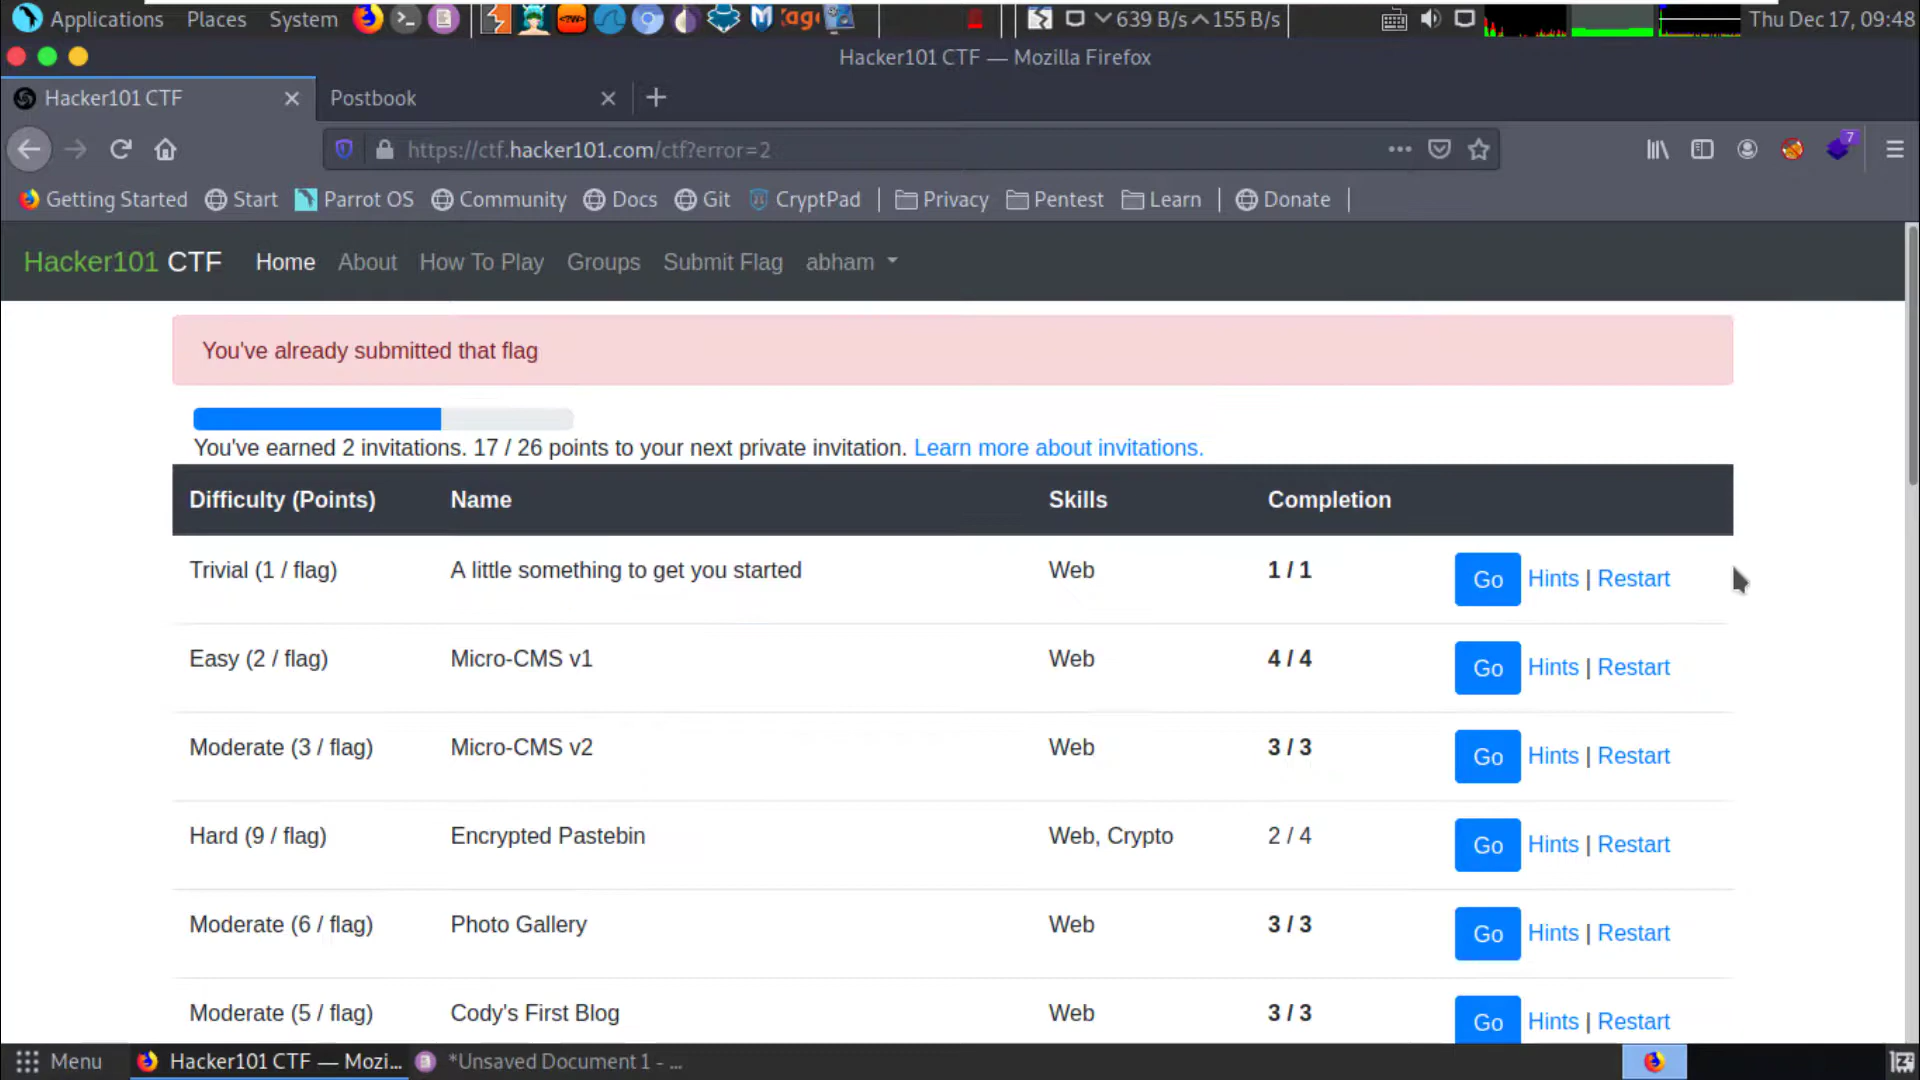 Applications Places System 639 B/s 155 B/s Thu Dec 17, 09:48
Hacker101 CTF — Mozilla Firefox
Hacker101 CTF Postbook
https://ctf.hacker101.com/ctf?error=2 7
Getting Started Start Parrot OS Community Docs Git CryptPad Privacy Pentest Learn Donate
Hacker101 CTF Home About How To Play Groups Submit Flag abham
You've already submitted that flag
You've earned 2 invitations. 17 / 26 points to your next private invitation. Learn more about invitations.
Difficulty (Points) Name Skills Completion
Trivial (1 / flag) A little something to get you started Web 1 / 1 Go Hints | Restart
Easy (2 / flag) Micro-CMS v1 Web 4 / 4 Go Hints | Restart
Moderate (3 / flag) Micro-CMS v2 Web 3 / 3 Go Hints | Restart
Hard (9 / flag) Encrypted Pastebin Web, Crypto 2 / 4 Go Hints | Restart
Moderate (6 / flag) Photo Gallery Web 3 / 3 Go Hints | Restart
Moderate (5 / flag) Cody's First Blog Web 3 / 3 Go Hints | Restart
Menu Hacker101 CTF — Mozi... *Unsaved Document 1 - ...